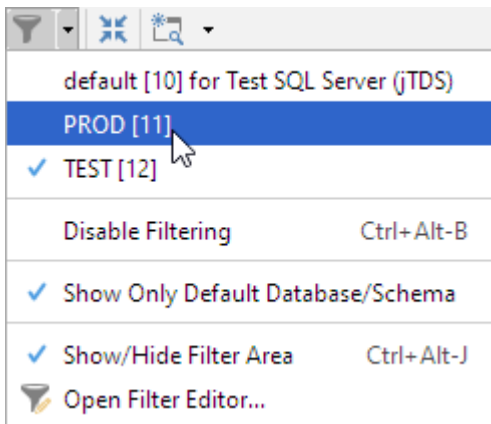 default [10] for Test SQL Server (jTDS)
PROD [11]
TEST [12]
Disable Filtering Ctrl+Alt-B
Show Only Default Database/Schema
Show/Hide Filter Area Ctrl+Alt-J
Open Filter Editor...